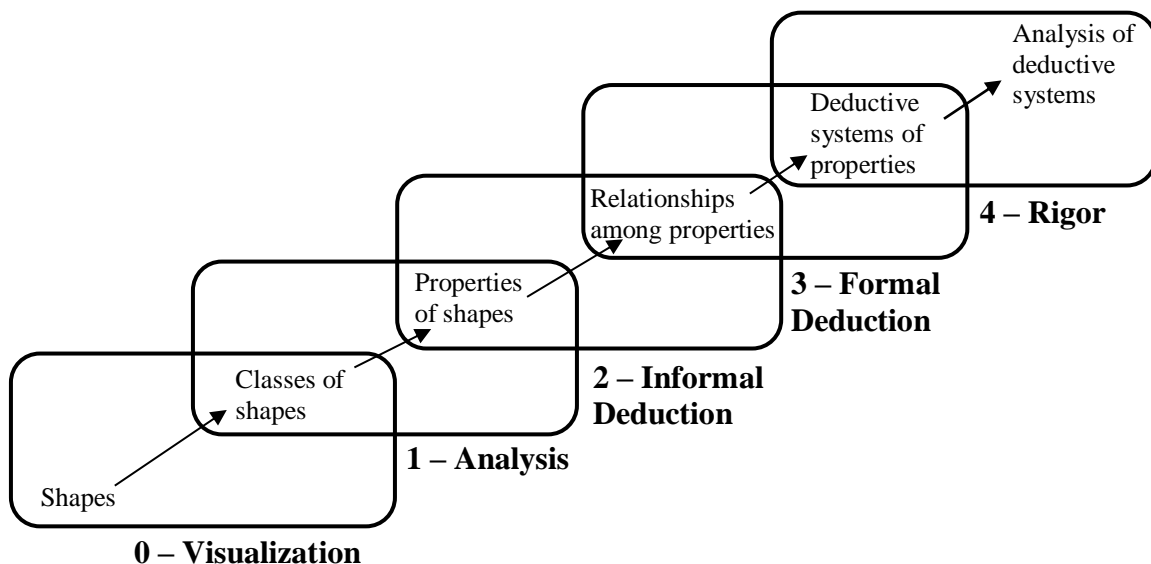 Analysis of
deductive
systems
Deductive
systems of
properties
4 – Rigor
Relationships
among properties
3 – Formal
Deduction
Properties
of shapes
2 – Informal
Deduction
Classes of
shapes
1 – Analysis
Shapes
0 – Visualization